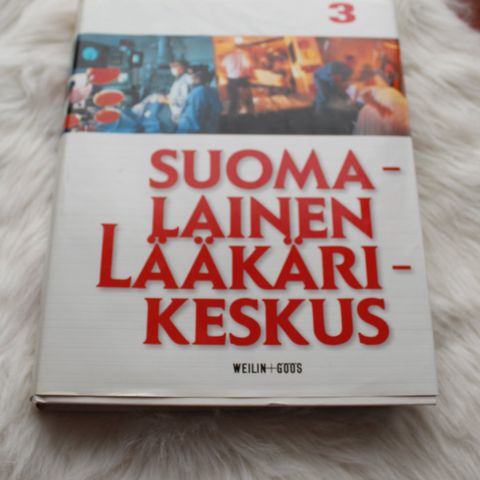 3
SUOMA-
LAINEN
LÄÄKÄRI-
KESKUS
WEILIN+GÖÖS